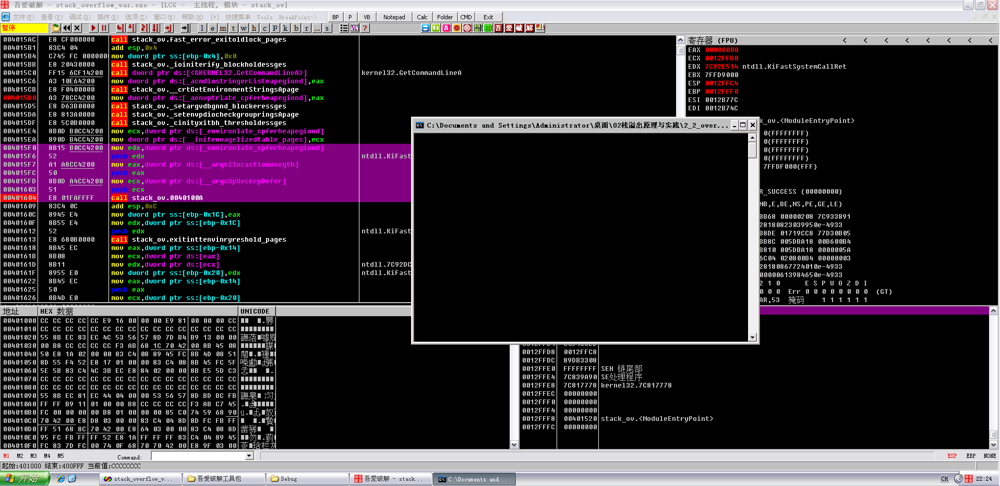 吾愛破解 - stack_overflow_var.exe - [LCG - 主线程, 模块 - stack_ov]
文件(F) 查看(V) 调试(D) 插件(P) 选项(T) 窗口(W) 帮助(H) [+] 快捷菜单 Tools BreakPoint-> BP P VB Notepad Calc Folder CMD Exit
暂停 l e m t w h c p k b r ... s ? 吾 爱 破 解
004015AC E8 CF000000 call stack_ov.fast_error_exitoldlock_pages
004015B1 83C4 04 add esp,0x4
004015B4 C745 FC 000000 mov dword ptr ss:[ebp-0x4],0x0
004015BB E8 20430000 call stack_ov._ioiniterify_blockholdessges
004015C0 FF15 6CF14200 call dword ptr ds:[<&KERNEL32.GetCommandLineA>] kernel32.GetCommandLineA
004015C6 A3 10E64200 mov dword ptr ds:[_acmdlnstringerListeapegiond],eax
004015CB E8 F0400000 call stack_ov.__crtGetEnvironmentStringsApage
004015D0 A3 78CC4200 mov dword ptr ds:[_aenvptrlate_cpferheapegiond],eax
004015D5 E8 D63B0000 call stack_ov._setargvdbgnnd_blockeressges
004015DA E8 813A0000 call stack_ov._setenvpdiocheckgroupringsApage
004015DF E8 5C0B0000 call stack_ov._cinityxitbh_thresholdessges
004015E4 8B0D B0CC4200 mov ecx,dword ptr ds:[_environlate_cpferheapegiond]
004015EA 890D B4CC4200 mov dword ptr ds:[__initenvagelizedtable_pages],ecx
004015F0 8B15 B0CC4200 mov edx,dword ptr ds:[_environlate_cpferheapegiond]
004015F6 52 push edx ntdll.KiFast
004015F7 A1 A8CC4200 mov eax,dword ptr ds:[__argvllocactiononegth]
004015FC 50 push eax
004015FD 8B0D A4CC4200 mov ecx,dword ptr ds:[__argcUpVeckrpDefer]
00401603 51 push ecx
00401604 E8 01FAFFFF call stack_ov.0040100A
00401609 83C4 0C add esp,0xC
0040160C 8945 E4 mov dword ptr ss:[ebp-0x1C],eax
0040160F 8B55 E4 mov edx,dword ptr ss:[ebp-0x1C]
00401612 52 push edx ntdll.KiFast
00401613 E8 680B0000 call stack_ov.exitinttenvinryreshold_pages
00401618 8B45 EC mov eax,dword ptr ss:[ebp-0x14]
0040161B 8B08 mov ecx,dword ptr ds:[eax]
0040161D 8B11 mov edx,dword ptr ds:[ecx] ntdll.7C92DC
0040161F 8955 E0 mov dword ptr ss:[ebp-0x20],edx ntdll.KiFast
00401622 8B45 EC mov eax,dword ptr ss:[ebp-0x14]
00401625 50 push eax
00401626 8B4D E0 mov ecx,dword ptr ss:[ebp-0x20]
寄存器 (FPU) < < < < < < < <
EAX 00000000
ECX 0012FFB0
EDX 7C92E514 ntdll.KiFastSystemCallRet
EBX 7FFD9000
ESP 0012FFC4
EBP 0012FFF0
ESI 0012B77C
EDI 0012B74C
_ov.<ModuleEntryPoint>
0(FFFFFFFF)
0(FFFFFFFF)
0(FFFFFFFF)
0(FFFFFFFF)
7FFDF000(FFF)
R_SUCCESS (00000000)
NB,E,BE,NS,PE,GE,LE)
BB68 00000208 7C933891
28180823039950e-4933
B8DE 01719CC8 77D30B05
BB8C 005DBA18 00B600B4
B810 005DBA18 0000005A
6C04 020800B4 00000003
28180867724010e-4933
00000613984650e-4933
2 1 0 E S P U O Z D I
0 0 0 Err 0 0 0 0 0 0 0 0 (GT)
AR,53 掩码 1 1 1 1 1 1
C:\Documents and Settings\Administrator\桌面\02栈溢出原理与实践\2_2_over...
地址 HEX 数据 UNICODE
00401000 CC CC CC CC CC E9 16 00 00 00 E9 81 00 00 00 CC
00401010 CC CC CC CC CC CC CC CC CC CC CC CC CC CC CC CC
00401020 55 8B EC 83 EC 4C 53 56 57 8D 7D B4 B9 13 00 00
00401030 00 B8 CC CC CC CC F3 AB 68 1C 70 42 00 8B 45 08
00401040 50 E8 1A 02 00 00 83 C4 08 89 45 FC 8B 4D 08 51
00401050 8D 55 F4 52 E8 17 01 00 00 83 C4 08 8B 45 FC 5F
00401060 5E 5B 83 C4 4C 3B EC E8 84 02 00 00 8B E5 5D C3
00401070 CC CC CC CC CC CC CC CC CC CC CC CC CC CC CC CC
00401080 CC CC CC CC CC CC CC CC CC CC CC CC CC CC CC CC
00401090 55 8B EC 81 EC 44 04 00 00 53 56 57 8D BD BC FB
004010A0 FF FF B9 11 01 00 00 B8 CC CC CC CC F3 AB C7 45
004010B0 FC 00 00 00 00 B8 01 00 00 00 85 C0 74 59 68 90
004010C0 70 42 00 E8 D8 03 00 00 83 C4 04 8D 8D FC FB FF
004010D0 FF 51 68 8C 70 42 00 E8 64 03 00 00 83 C4 08 8D
004010E0 95 FC FB FF FF 52 E8 1A FF FF FF 83 C4 04 89 45
004010F0 FC 83 7D FC 00 74 0F 68 70 70 42 00 E8 9F 03 00
0012FFD8 0012FFC8
0012FFDC 89DB3308
0012FFE0 FFFFFFFF SEH 链尾部
0012FFE4 7C839A90 SE处理程序
0012FFE8 7C817778 kernel32.7C817778
0012FFEC 00000000
0012FFF0 00000000
0012FFF4 00000000
0012FFF8 00401520 stack_ov.<ModuleEntryPoint>
0012FFFC 00000000
M1 M2 M3 M4 M5 Command: ESP EBP NONE
起始:401000 结束:400FFF 当前值:CCCCCCCC
开始 stack_overflow_v... 吾愛破解工具包 Debug 吾愛破解 - stack... C:\Documents and... CH 22:24